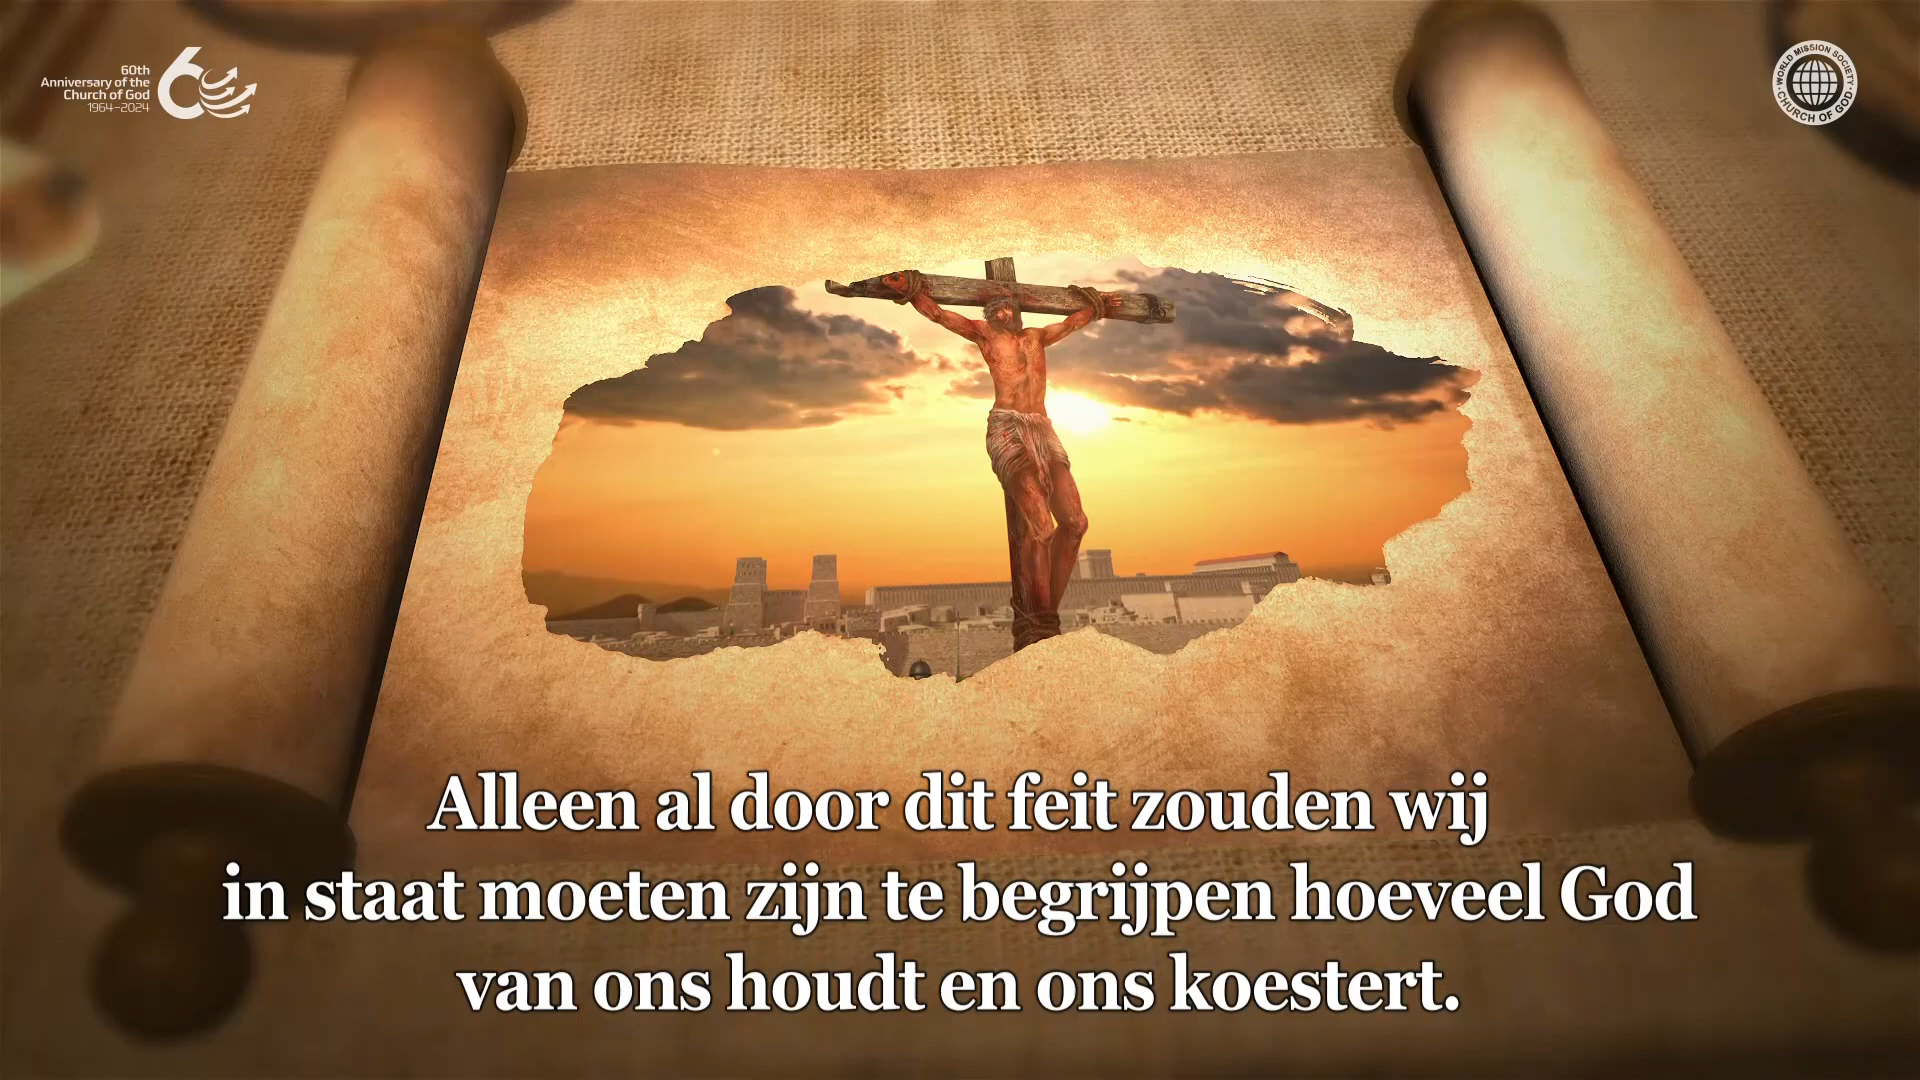 60th
Anniversary of the
Church of God
1964–2024
WORLD MISSION SOCIETY
CHURCH OF GOD
Alleen al door dit feit zouden wij
in staat moeten zijn te begrijpen hoeveel God
van ons houdt en ons koestert.